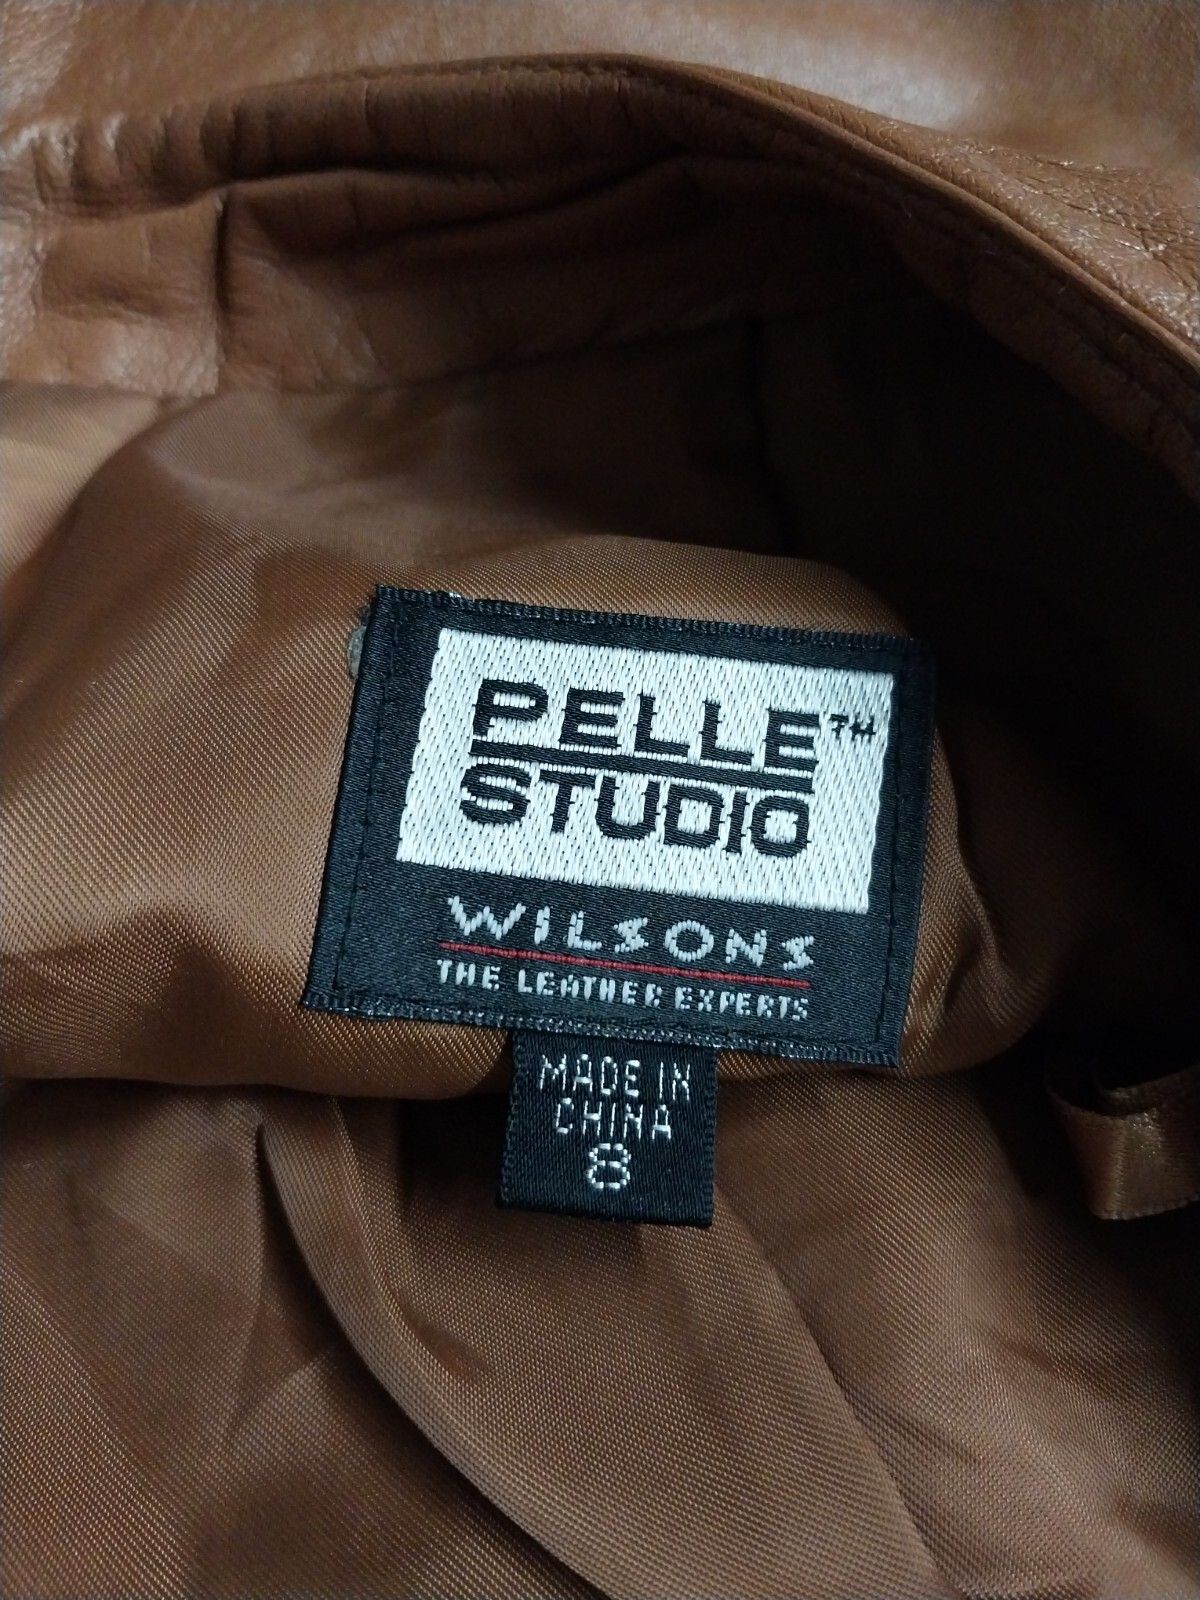 PELLE™
STUDIO
WILSONS
THE LEATHER EXPERTS
MADE IN
CHINA
8